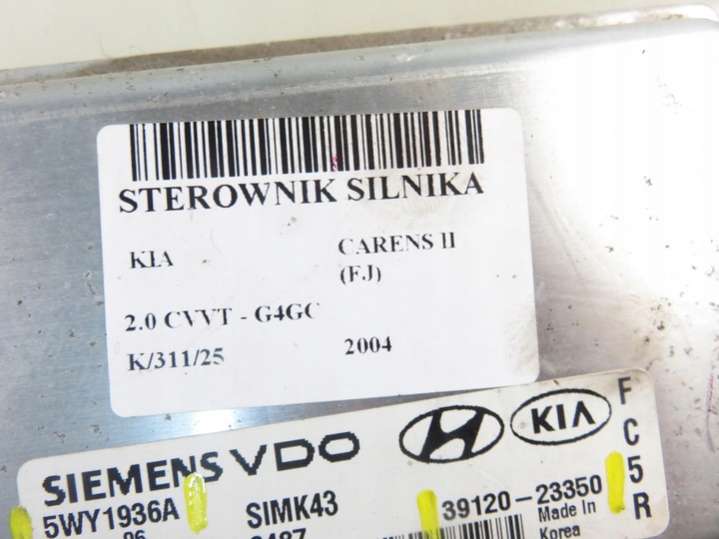 STEROWNIK SILNIKA
KIA CARENS II
(FJ)
2.0 CVVT - G4GC
K/311/25 2004
SIEMENS VDO KIA
5WY1936A SIMK43 39120-23350
Made in
Korea
FC5R